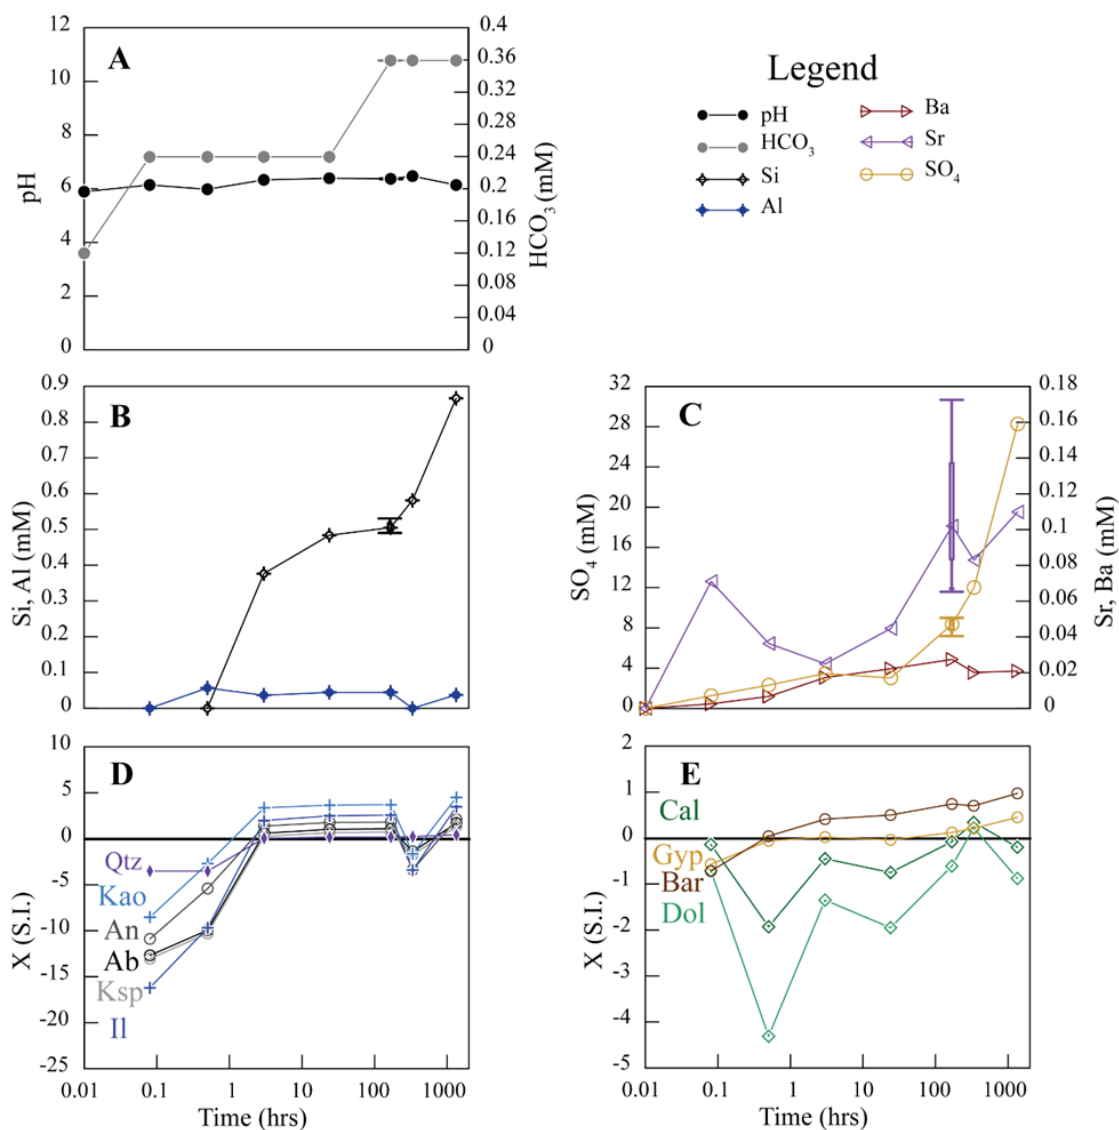 A
12
10
8
6
4
2
0
pH
0.4
0.36
0.32
0.28
0.24
0.2
0.16
0.12
0.08
0.04
0
HCO3 (mM)
Legend
pH
HCO3
Si
Al
Ba
Sr
SO4
B
0.9
0.8
0.7
0.6
0.5
0.4
0.3
0.2
0.1
0
Si, Al (mM)
C
32
28
24
20
16
12
8
4
0
SO4 (mM)
0.18
0.16
0.14
0.12
0.1
0.08
0.06
0.04
0.02
0
Sr, Ba (mM)
D
10
5
0
-5
-10
-15
-20
-25
X (S.I.)
Qtz
Kao
An
Ab
Ksp
Il
0.01 0.1 1 10 100 1000
Time (hrs)
E
2
1
0
-1
-2
-3
-4
-5
X (S.I.)
Cal
Gyp
Bar
Dol
0.01 0.1 1 10 100 1000
Time (hrs)